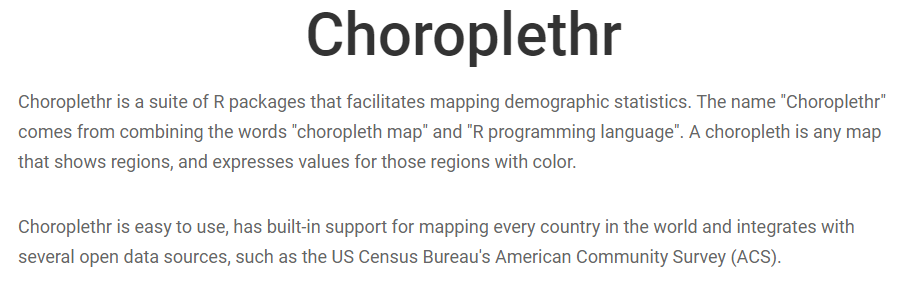 Choroplethr
Choroplethr is a suite of R packages that facilitates mapping demographic statistics. The name "Choroplethr"
comes from combining the words "choropleth map" and "R programming language". A choropleth is any map
that shows regions, and expresses values for those regions with color.
Choroplethr is easy to use, has built-in support for mapping every country in the world and integrates with
several open data sources, such as the US Census Bureau's American Community Survey (ACS).